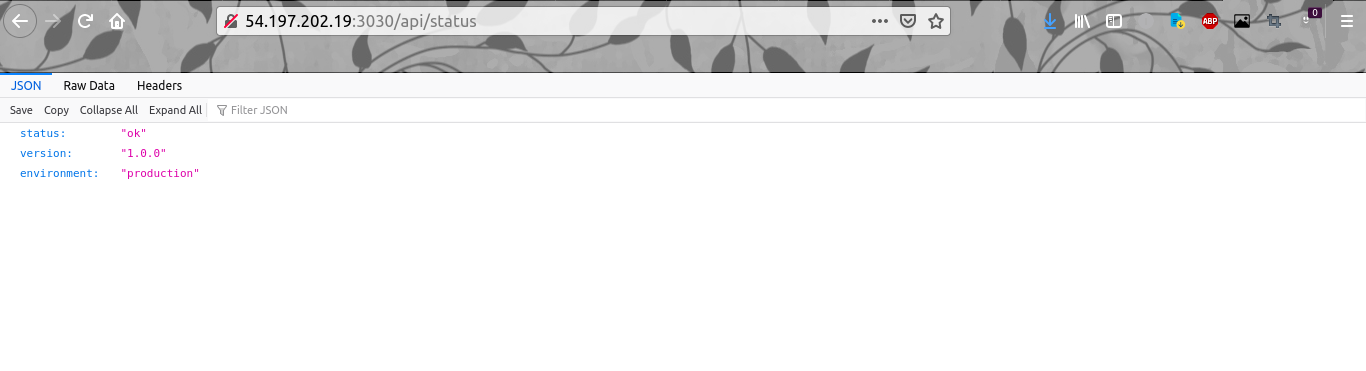 54.197.202.19:3030/api/status
ABP
0
JSON Raw Data Headers
Save Copy Collapse All Expand All Filter JSON
status: "ok"
version: "1.0.0"
environment: "production"